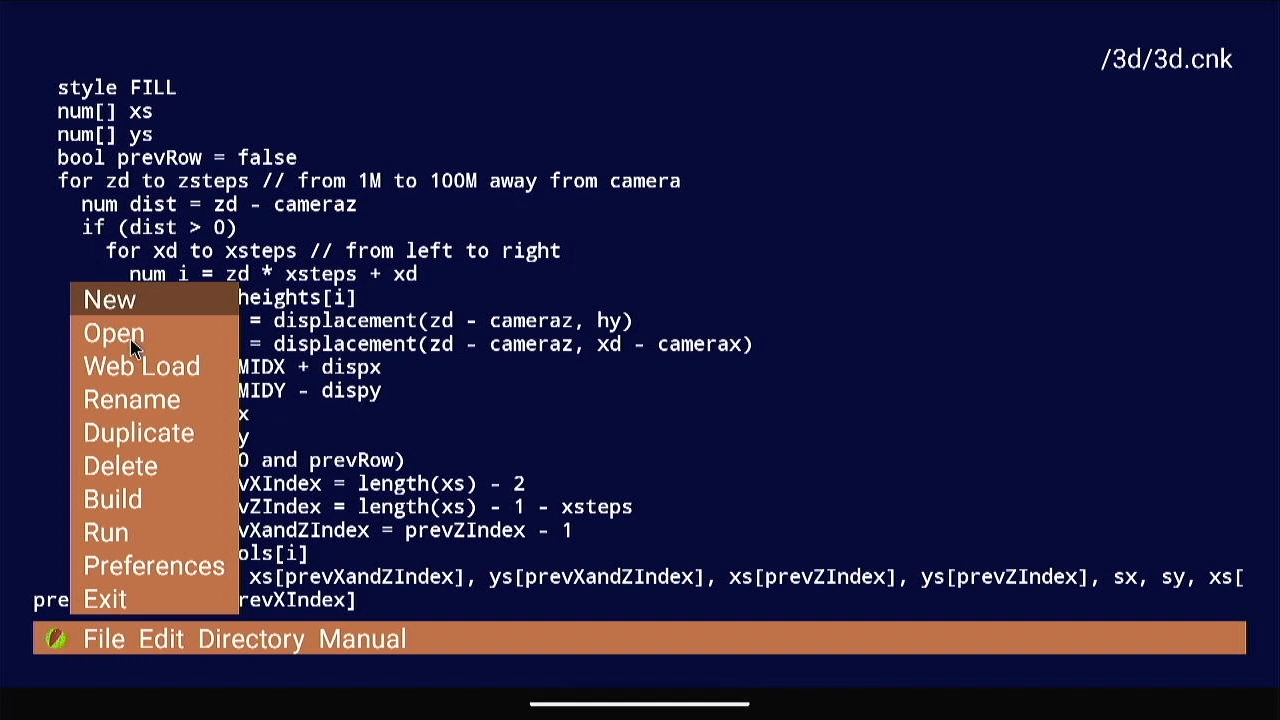 /3d/3d.cnk
style FILL
num[] xs
num[] ys
bool prevRow = false
for zd to zsteps // from 1M to 100M away from camera
num dist = zd - cameraz
if (dist > 0)
for xd to xsteps // from left to right
num i = zd * xsteps + xd
New heights[i]
Open = displacement(zd - cameraz, hy)
= displacement(zd - cameraz, xd - camerax)
Web Load MIDX + dispx
Rename MIDY - dispy
x
Duplicate y
Delete 0 and prevRow)
vXIndex = length(xs) - 2
Build vZIndex = length(xs) - 1 - xsteps
Run vXandZIndex = prevZIndex - 1
ols[i]
Preferences xs[prevXandZIndex], ys[prevXandZIndex], xs[prevZIndex], ys[prevZIndex], sx, sy, xs[
pre Exit revXIndex]
File Edit Directory Manual